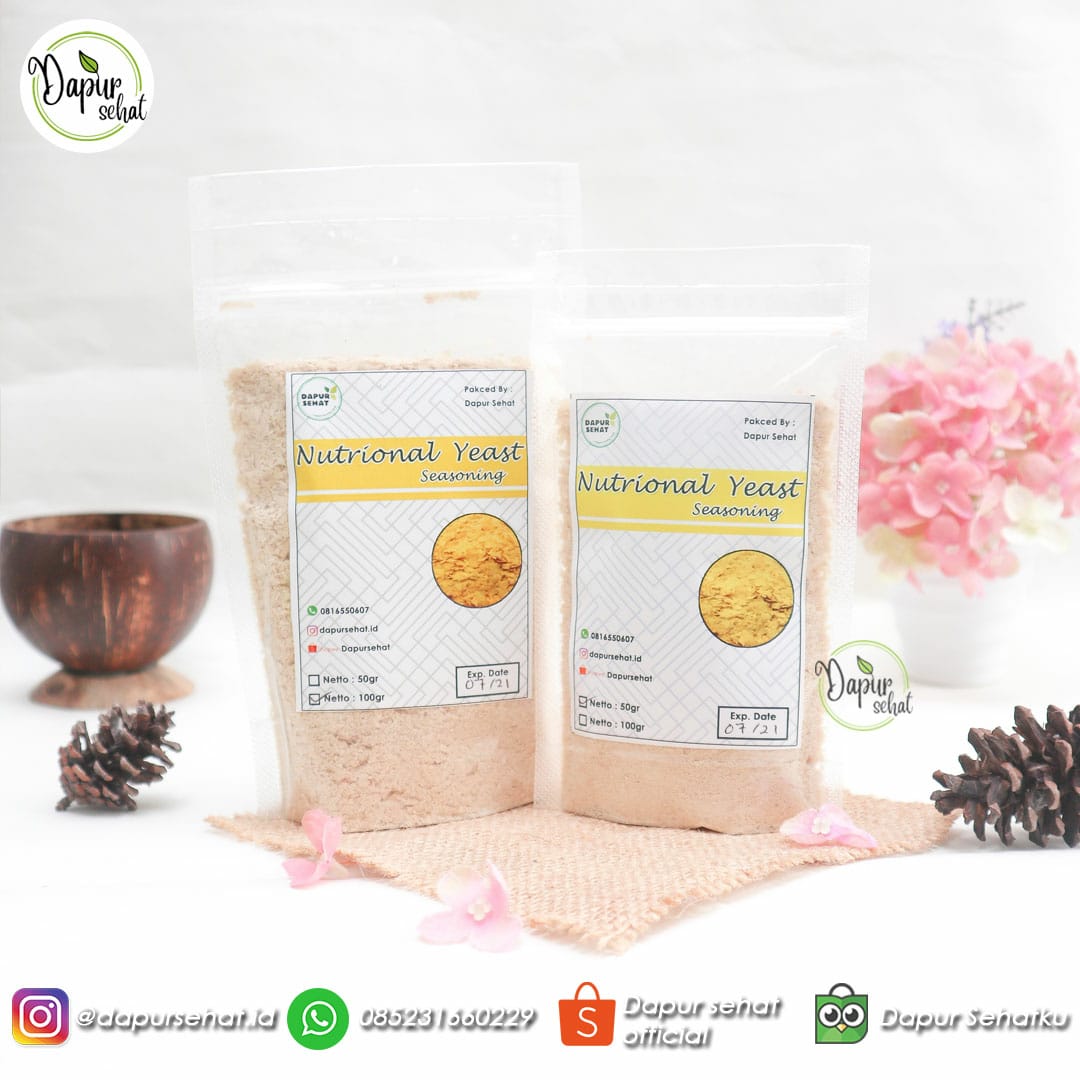 Dapur
sehat
DAPUR
SEHAT
Pakced By :
Dapur Sehat
Nutrional Yeast
Seasoning
0816550607
dapursehat.id
Dapursehat
Netto : 50gr
Netto : 100gr
Exp. Date
07/21
DAPUR
SEHAT
Pakced By :
Dapur Sehat
Nutrional Yeast
Seasoning
0816550607
dapursehat.id
Dapursehat
Netto : 50gr
Netto : 100gr
Exp. Date
07/21
Dapur
sehat
@dapursehat.id
085231660229
S
Dapur sehat
official
Dapur Sehatku